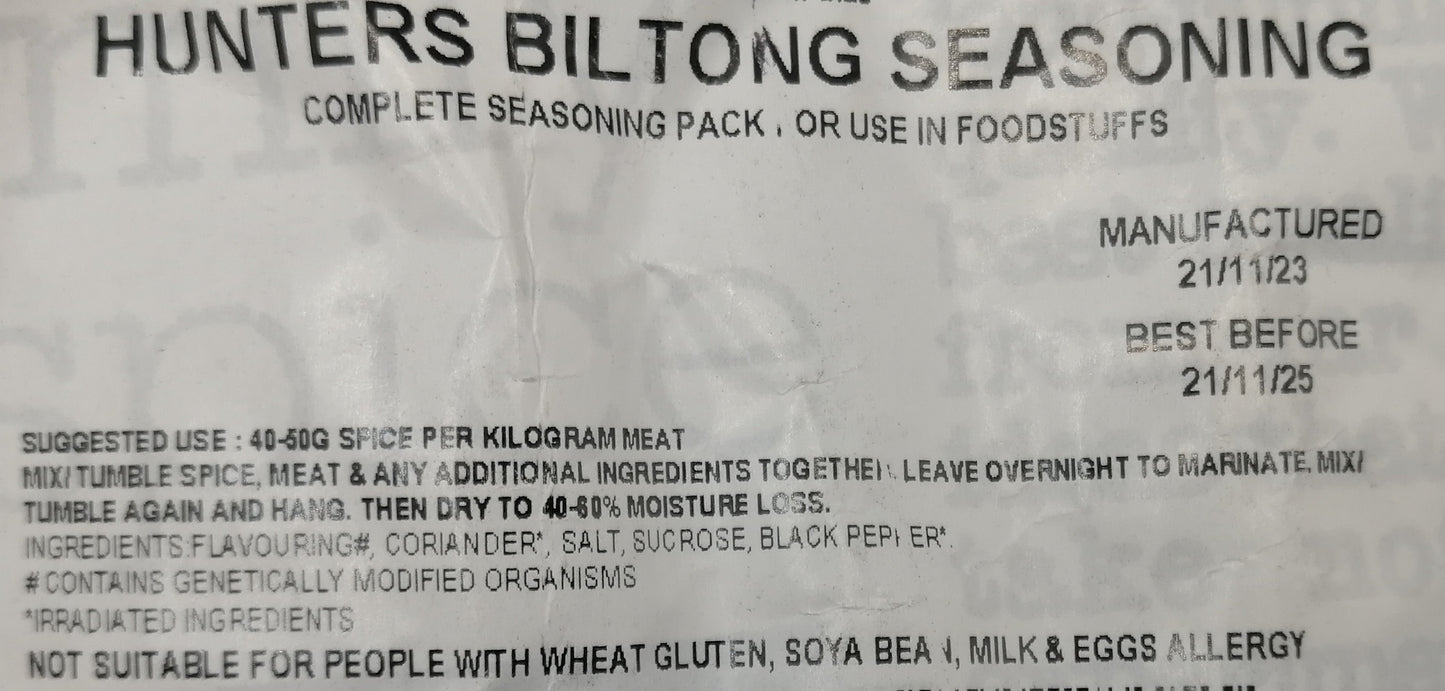 HUNTERS BILTONG SEASONING
COMPLETE SEASONING PACK , OR USE IN FOODSTUFFS
MANUFACTURED
21/11/23
BEST BEFORE
21/11/25
SUGGESTED USE : 40-50G SPICE PER KILOGRAM MEAT
MIX/ TUMBLE SPICE, MEAT & ANY ADDITIONAL INGREDIENTS TOGETHER. LEAVE OVERNIGHT TO MARINATE. MIX/
TUMBLE AGAIN AND HANG. THEN DRY TO 40-60% MOISTURE LOSS.
INGREDIENTS:FLAVOURING#, CORIANDER*, SALT, SUCROSE, BLACK PEPPER*.
# CONTAINS GENETICALLY MODIFIED ORGANISMS
*IRRADIATED INGREDIENTS
NOT SUITABLE FOR PEOPLE WITH WHEAT GLUTEN, SOYA BEAN, MILK & EGGS ALLERGY